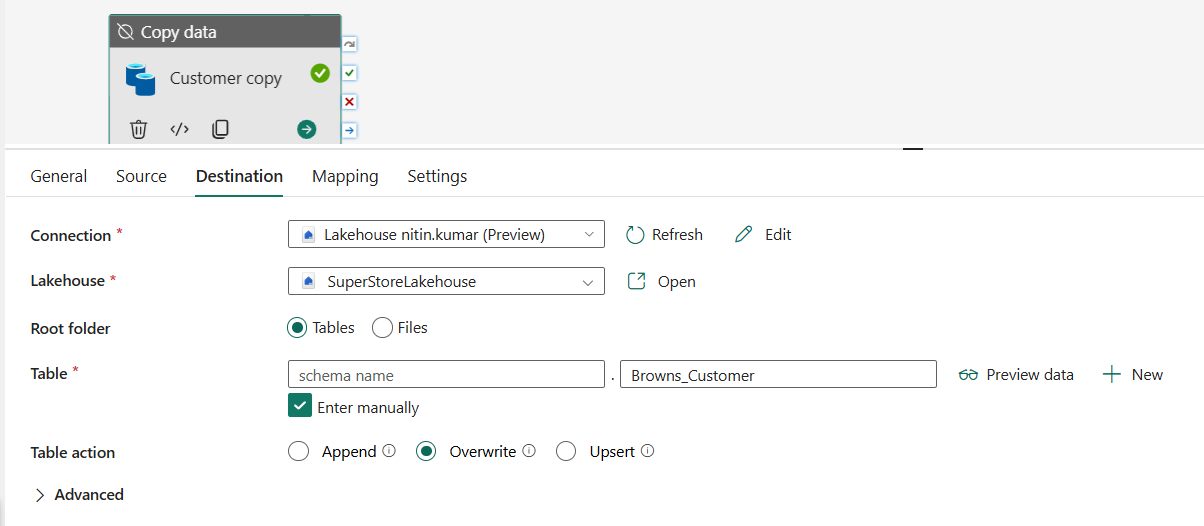 Copy data
Customer copy
General Source Destination Mapping Settings
Connection * Lakehouse nitin.kumar (Preview) Refresh Edit
Lakehouse * SuperStoreLakehouse Open
Root folder Tables Files
Table * schema name . Browns_Customer Preview data New
Enter manually
Table action Append Overwrite Upsert
Advanced